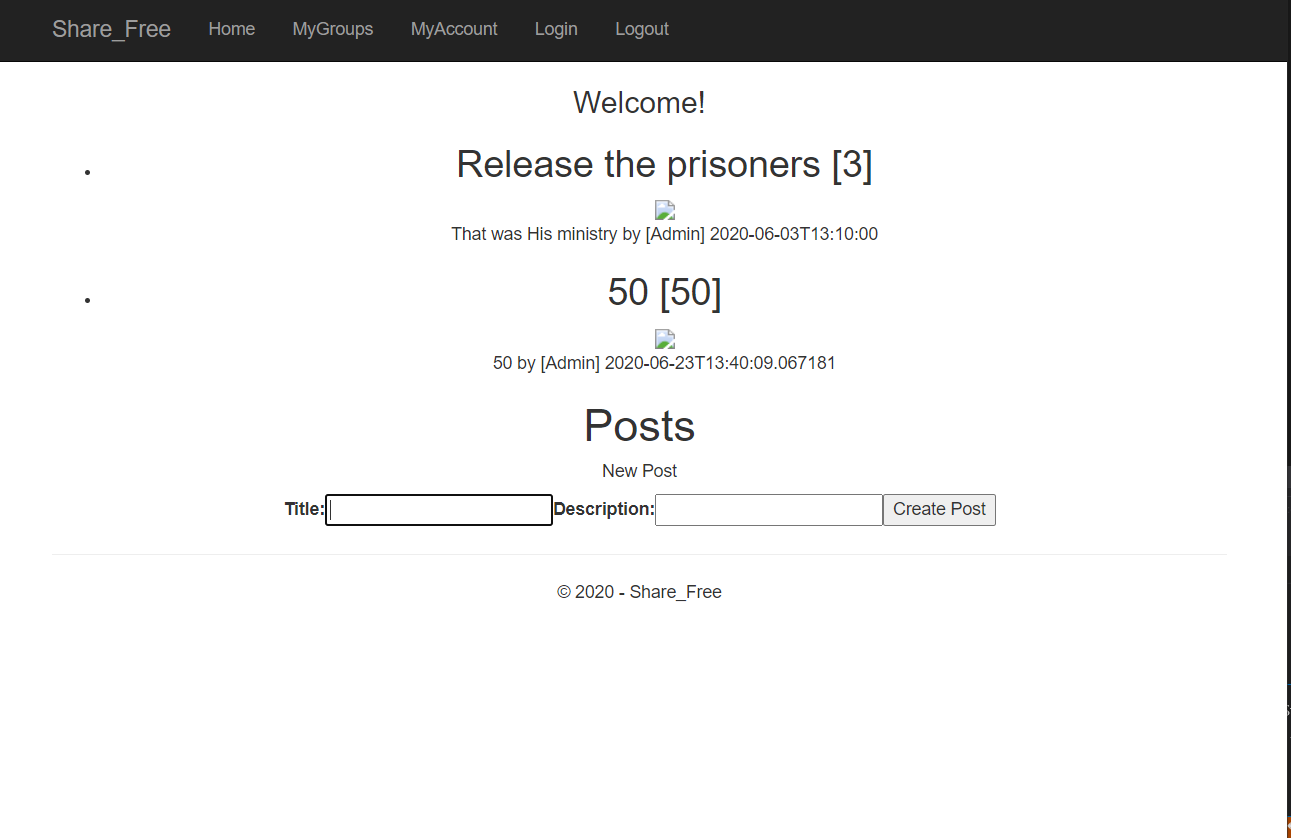 Share_Free Home MyGroups MyAccount Login Logout
Welcome!
Release the prisoners [3]
That was His ministry by [Admin] 2020-06-03T13:10:00
50 [50]
50 by [Admin] 2020-06-23T13:40:09.067181
Posts
New Post
Title: Description: Create Post
© 2020 - Share_Free